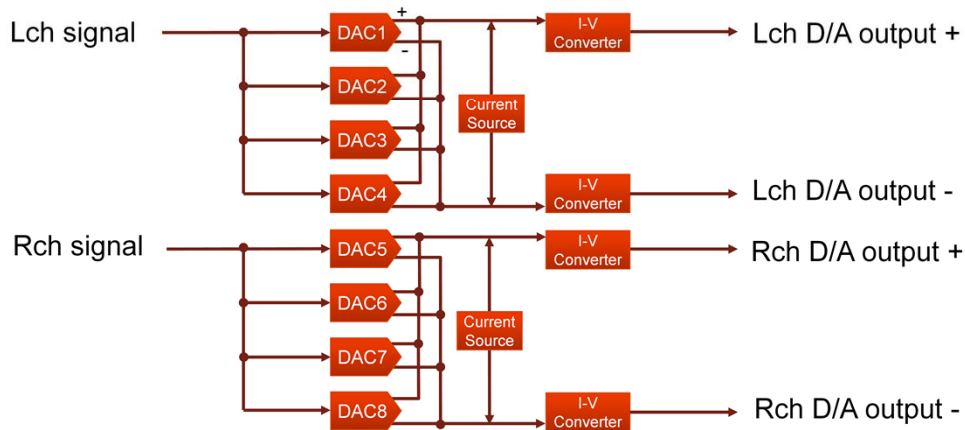 Lch signal
DAC1
+
-
DAC2
DAC3
DAC4
Current
Source
I-V
Converter
Lch D/A output +
I-V
Converter
Lch D/A output -
Rch signal
DAC5
DAC6
DAC7
DAC8
Current
Source
I-V
Converter
Rch D/A output +
I-V
Converter
Rch D/A output -